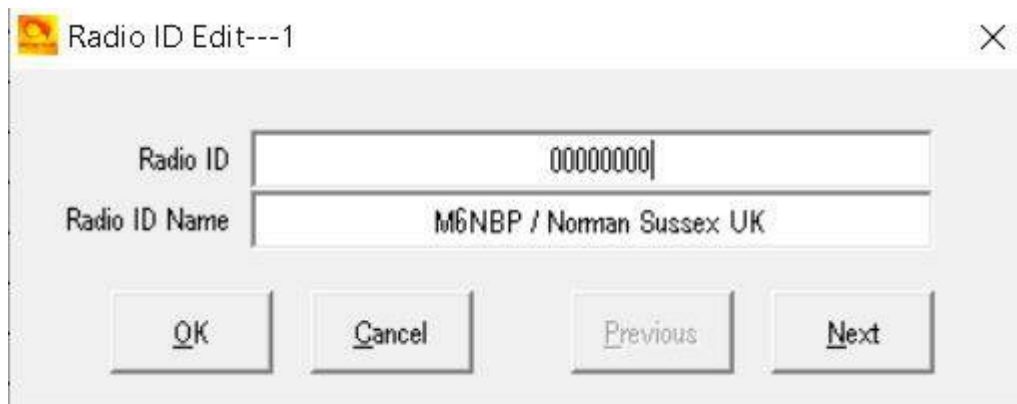 Radio ID Edit---1
Radio ID 00000000
Radio ID Name M6NBP / Norman Sussex UK
OK Cancel Previous Next